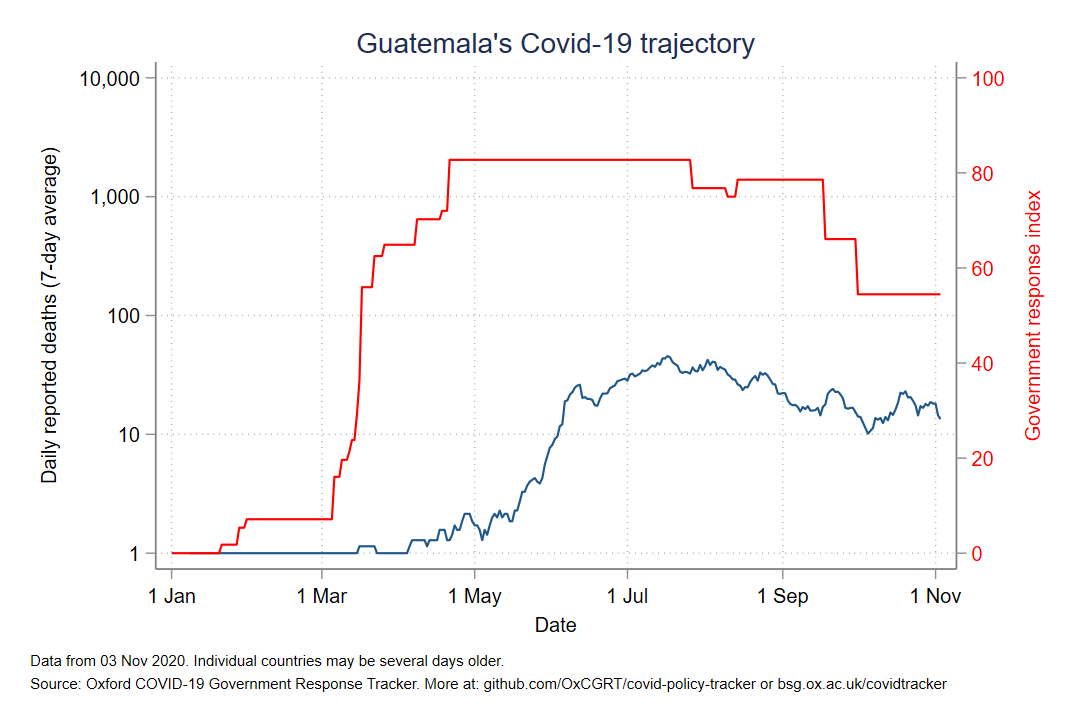 Guatemala's Covid-19 trajectory
10,000
1,000
100
10
1
Daily reported deaths (7-day average)
100
80
60
40
20
0
Government response index
1 Jan 1 Mar 1 May 1 Jul 1 Sep 1 Nov
Date
Data from 03 Nov 2020. Individual countries may be several days older.
Source: Oxford COVID-19 Government Response Tracker. More at: github.com/OxCGRT/covid-policy-tracker or bsg.ox.ac.uk/covidtracker